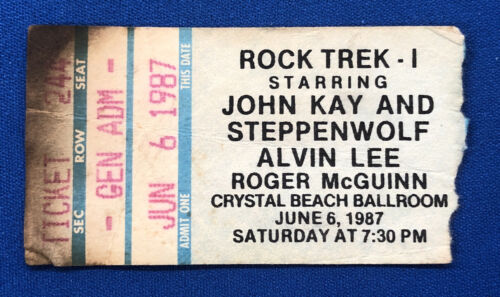 ROCK TREK - I
STARRING
JOHN KAY AND
STEPPENWOLF
ALVIN LEE
ROGER McGUINN
CRYSTAL BEACH BALLROOM
JUNE 6, 1987
SATURDAY AT 7:30 PM
TICKET 244
SEC ROW SEAT
- GEN ADM -
JUN 6 1987
ADMIT ONE THIS DATE